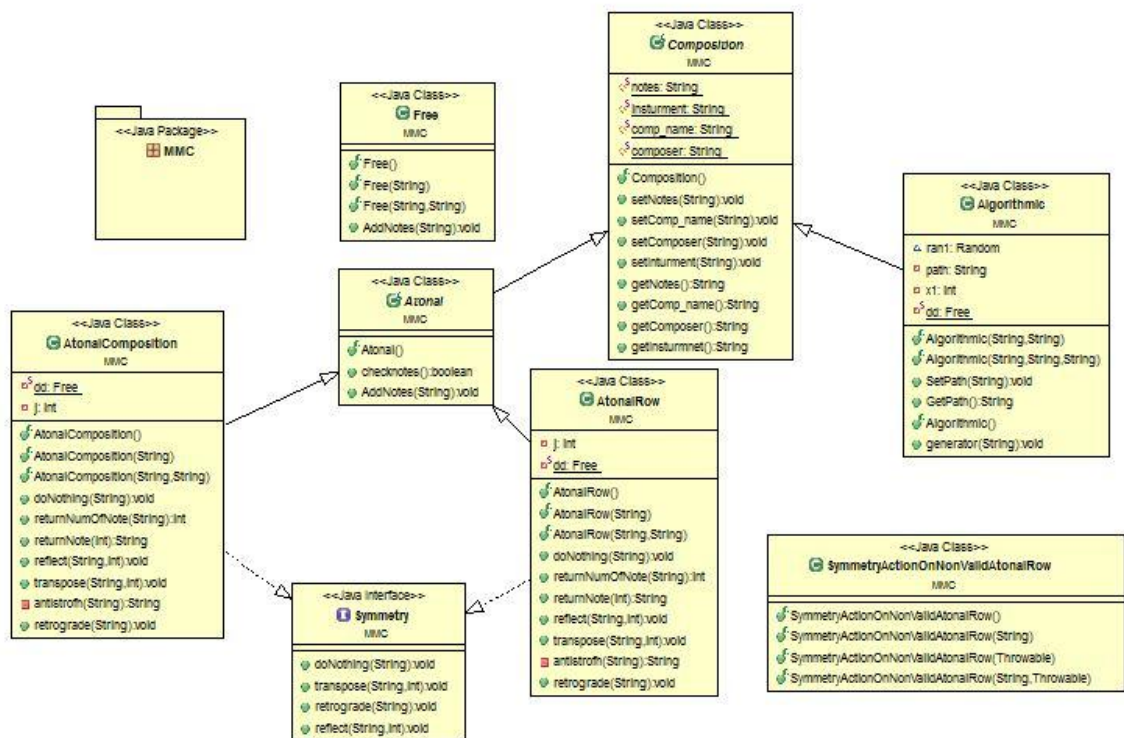 <<Java Package>>
MMC
<<Java Class>>
Free
MMC
Free()
Free(String)
Free(String,String)
AddNotes(String):void
<<Java Class>>
Composition
MMC
notes: String
insturment: String
comp_name: String
composer: String
Composition()
setNotes(String):void
setComp_name(String):void
setComposer(String):void
setInturment(String):void
getNotes():String
getComp_name():String
getComposer():String
getInsturmnet():String
<<Java Class>>
Algorithmic
MMC
ran1: Random
path: String
x1: int
dd: Free
Algorithmic(String,String)
Algorithmic(String,String,String)
SetPath(String):void
GetPath():String
Algorithmic()
generator(String):void
<<Java Class>>
Atonal
MMC
Atonal()
checknotes():boolean
AddNotes(String):void
<<Java Class>>
AtonalComposition
MMC
dd: Free
j: int
AtonalComposition()
AtonalComposition(String)
AtonalComposition(String,String)
doNothing(String):void
returnNumOfNote(String):int
returnNote(int):String
reflect(String,int):void
transpose(String,int):void
antistrofh(String):String
retrograde(String):void
<<Java Class>>
AtonalRow
MMC
j: int
dd: Free
AtonalRow()
AtonalRow(String)
AtonalRow(String,String)
doNothing(String):void
returnNumOfNote(String):int
returnNote(int):String
reflect(String,int):void
transpose(String,int):void
antistrofh(String):String
retrograde(String):void
<<Java Interface>>
Symmetry
MMC
doNothing(String):void
transpose(String,int):void
retrograde(String):void
reflect(String,int):void
<<Java Class>>
SymmetryActionOnNonValidAtonalRow
MMC
SymmetryActionOnNonValidAtonalRow()
SymmetryActionOnNonValidAtonalRow(String)
SymmetryActionOnNonValidAtonalRow(Throwable)
SymmetryActionOnNonValidAtonalRow(String,Throwable)